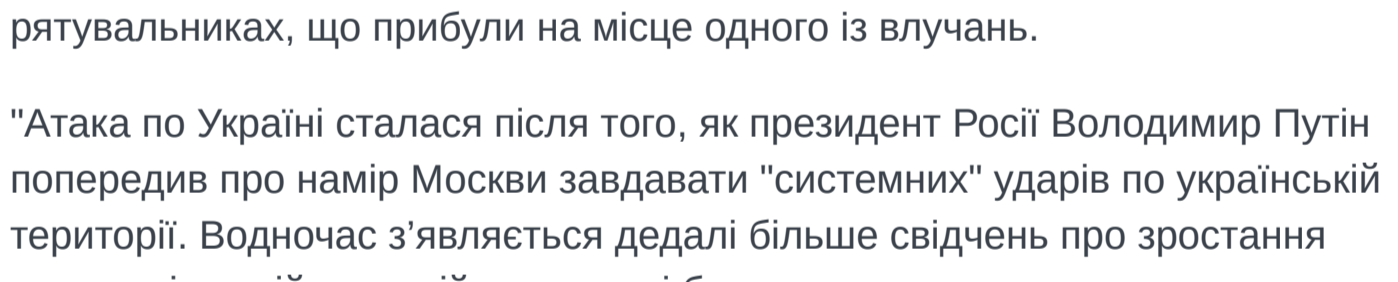 рятувальниках, що прибули на місце одного із влучань.
"Атака по Україні сталася після того, як президент Росії Володимир Путін
попередив про намір Москви завдавати "системних" ударів по українській
території. Водночас з’являється дедалі більше свідчень про зростання